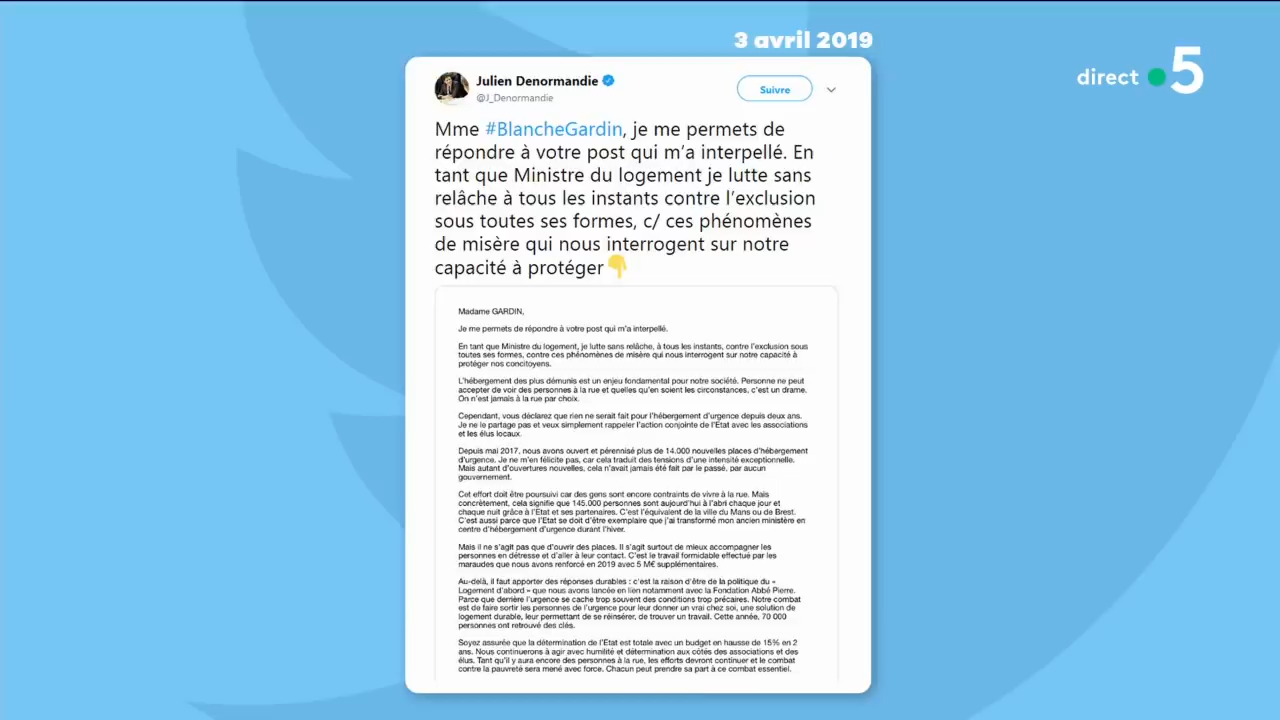 3 avril 2019
direct 5
Julien Denormandie
@J_Denormandie
Suivre
Mme #BlancheGardin, je me permets de
répondre à votre post qui m'a interpellé. En
tant que Ministre du logement je lutte sans
relâche à tous les instants contre l'exclusion
sous toutes ses formes, c/ ces phénomènes
de misère qui nous interrogent sur notre
capacité à protéger👇
Madame GARDIN,
Je me permets de répondre à votre post qui m'a interpellé.
En tant que Ministre du logement, je lutte sans relâche, à tous les instants, contre l'exclusion sous
toutes ses formes, contre ces phénomènes de misère qui nous interrogent sur notre capacité à
protéger nos concitoyens.
L'hébergement des plus démunis est un enjeu fondamental pour notre société. Personne ne peut
accepter de voir des personnes à la rue et quelles qu'en soient les circonstances, c'est un drame.
On n'est jamais à la rue par choix.
Cependant, vous déclarez que rien ne serait fait pour l'hébergement d'urgence depuis deux ans.
Je ne le partage pas et veux simplement rappeler l'action conjointe de l'Etat avec les associations
et les élus locaux.
Depuis mai 2017, nous avons ouvert et pérennisé plus de 14.000 nouvelles places d'hébergement
d'urgence. Je ne m'en félicite pas, car cela traduit des tensions d'une intensité exceptionnelle.
Mais autant d'ouvertures nouvelles, cela n'avait jamais été fait par le passé, par aucun
gouvernement.
Cet effort doit être poursuivi car des gens sont encore contraints de vivre à la rue. Mais
concrètement, cela signifie que 145.000 personnes sont aujourd'hui à l'abri chaque jour et
chaque nuit grâce à l'Etat et ses partenaires. C'est l'équivalent de la ville du Mans ou de Brest.
C'est aussi parce que l'Etat se doit d'être exemplaire que j'ai transformé mon ancien ministère en
centre d'hébergement d'urgence durant l'hiver.
Mais il ne s'agit pas que d'ouvrir des places. Il s'agit surtout de mieux accompagner les
personnes en détresse et d'aller à leur contact. C'est le travail formidable effectué par les
maraudes que nous avons renforcé en 2019 avec 5 M€ supplémentaires.
Au-delà, il faut apporter des réponses durables : c'est la raison d'être de la politique du «
Logement d'abord » que nous avons lancée en lien notamment avec la Fondation Abbé Pierre.
Parce que derrière l'urgence se cache trop souvent des conditions trop précaires. Notre combat
est de faire sortir les personnes de l'urgence pour leur donner un vrai chez soi, une solution de
logement durable, leur permettant de se réinsérer, de trouver un travail. Cette année, 70 000
personnes ont retrouvé des clés.
Soyez assurée que la détermination de l'Etat est totale avec un budget en hausse de 15% en 2
ans. Nous continuerons à agir avec humilité et détermination aux côtés des associations et des
élus. Tant qu'il y aura encore des personnes à la rue, les efforts devront continuer et le combat
contre la pauvreté sera mené avec force. Chacun peut prendre sa part à ce combat essentiel.